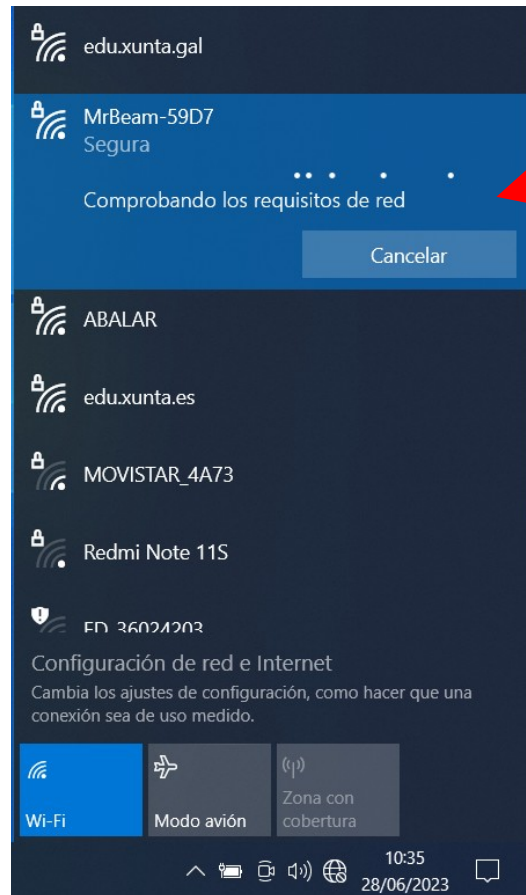 edu.xunta.gal
MrBeam-59D7
Segura
Comprobando los requisitos de red
Cancelar
ABALAR
edu.xunta.es
MOVISTAR_4A73
Redmi Note 11S
ED_36024203
Configuración de red e Internet
Cambia los ajustes de configuración, como hacer que una
conexión sea de uso medido.
Wi-Fi
Modo avión
Zona con
cobertura
10:35
28/06/2023